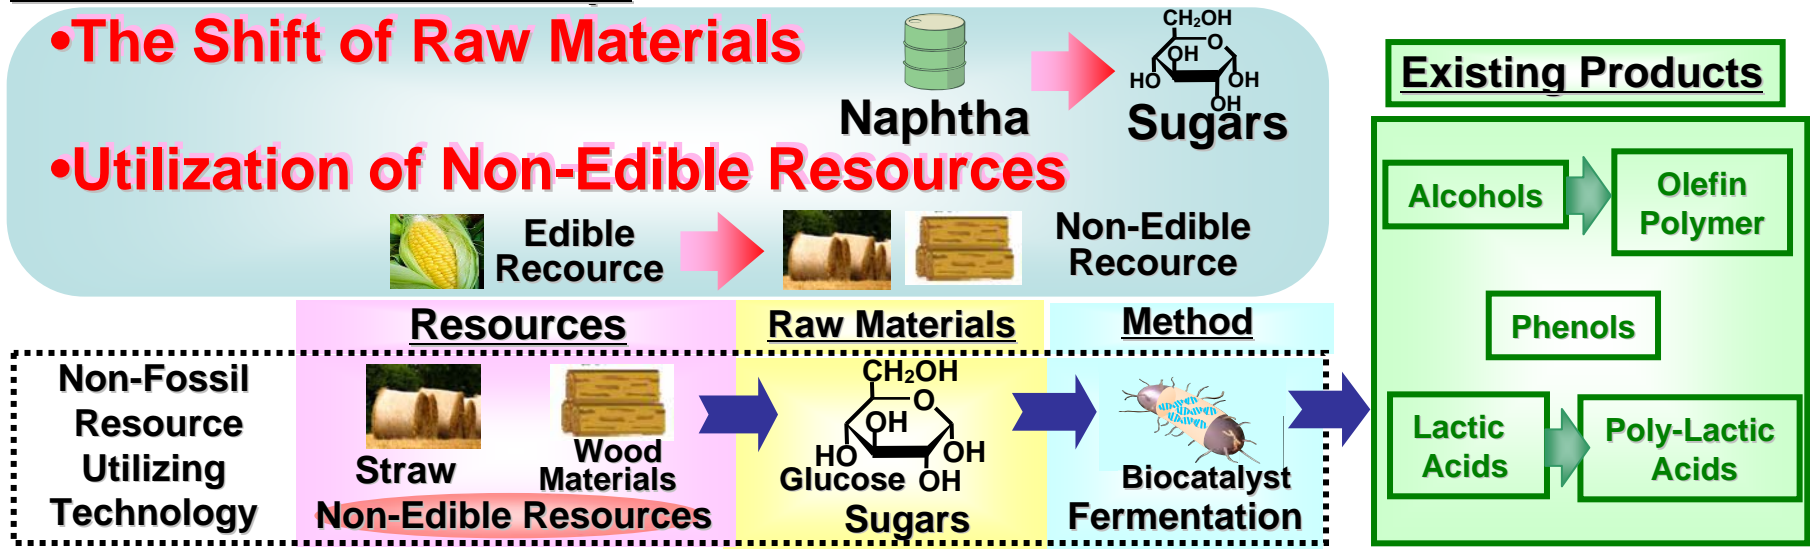 •The Shift of Raw Materials
Naphtha
CH₂OH
O
OH
HO
OH
OH
Sugars
•Utilization of Non-Edible Resources
Edible
Recource
Non-Edible
Recource
Resources
Raw Materials
Method
Non-Fossil
Resource
Utilizing
Technology
Straw
Wood
Materials
Non-Edible Resources
CH₂OH
O
OH
HO
OH
Glucose OH
Sugars
Biocatalyst
Fermentation
Existing Products
Alcohols
Olefin
Polymer
Phenols
Lactic
Acids
Poly-Lactic
Acids